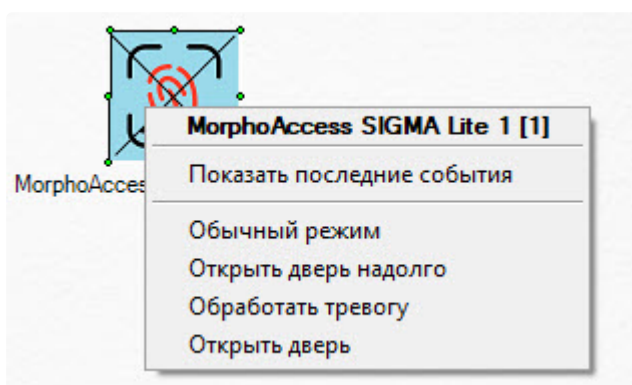 MorphoAccess SIGMA Lite 1 [1]
MorphoAcces
Показать последние события
Обычный режим
Открыть дверь надолго
Обработать тревогу
Открыть дверь